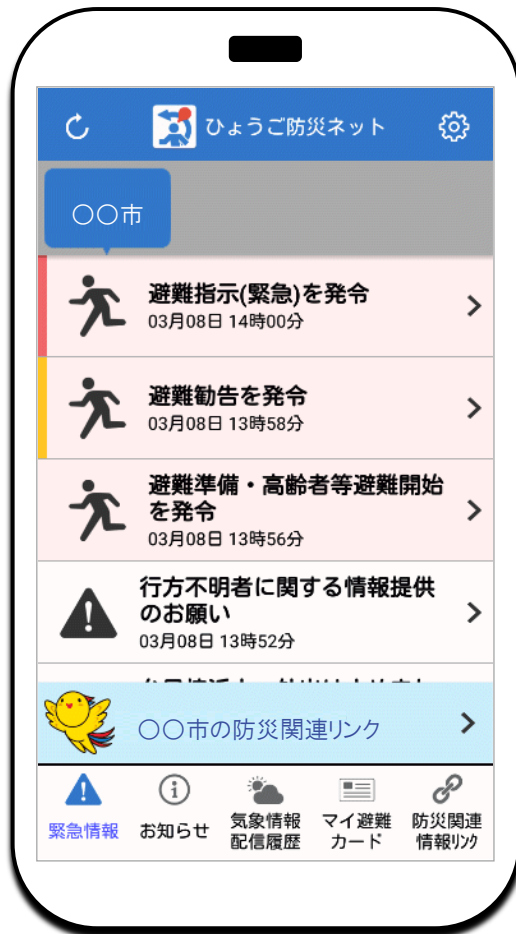 ひょうご防災ネット
〇〇市
避難指示(緊急)を発令
03月08日 14時00分
避難勧告を発令
03月08日 13時58分
避難準備・高齢者等避難開始
を発令
03月08日 13時56分
行方不明者に関する情報提供
のお願い
03月08日 13時52分
〇〇市の防災関連リンク
緊急情報
お知らせ
気象情報
配信履歴
マイ避難
カード
防災関連
情報リンク